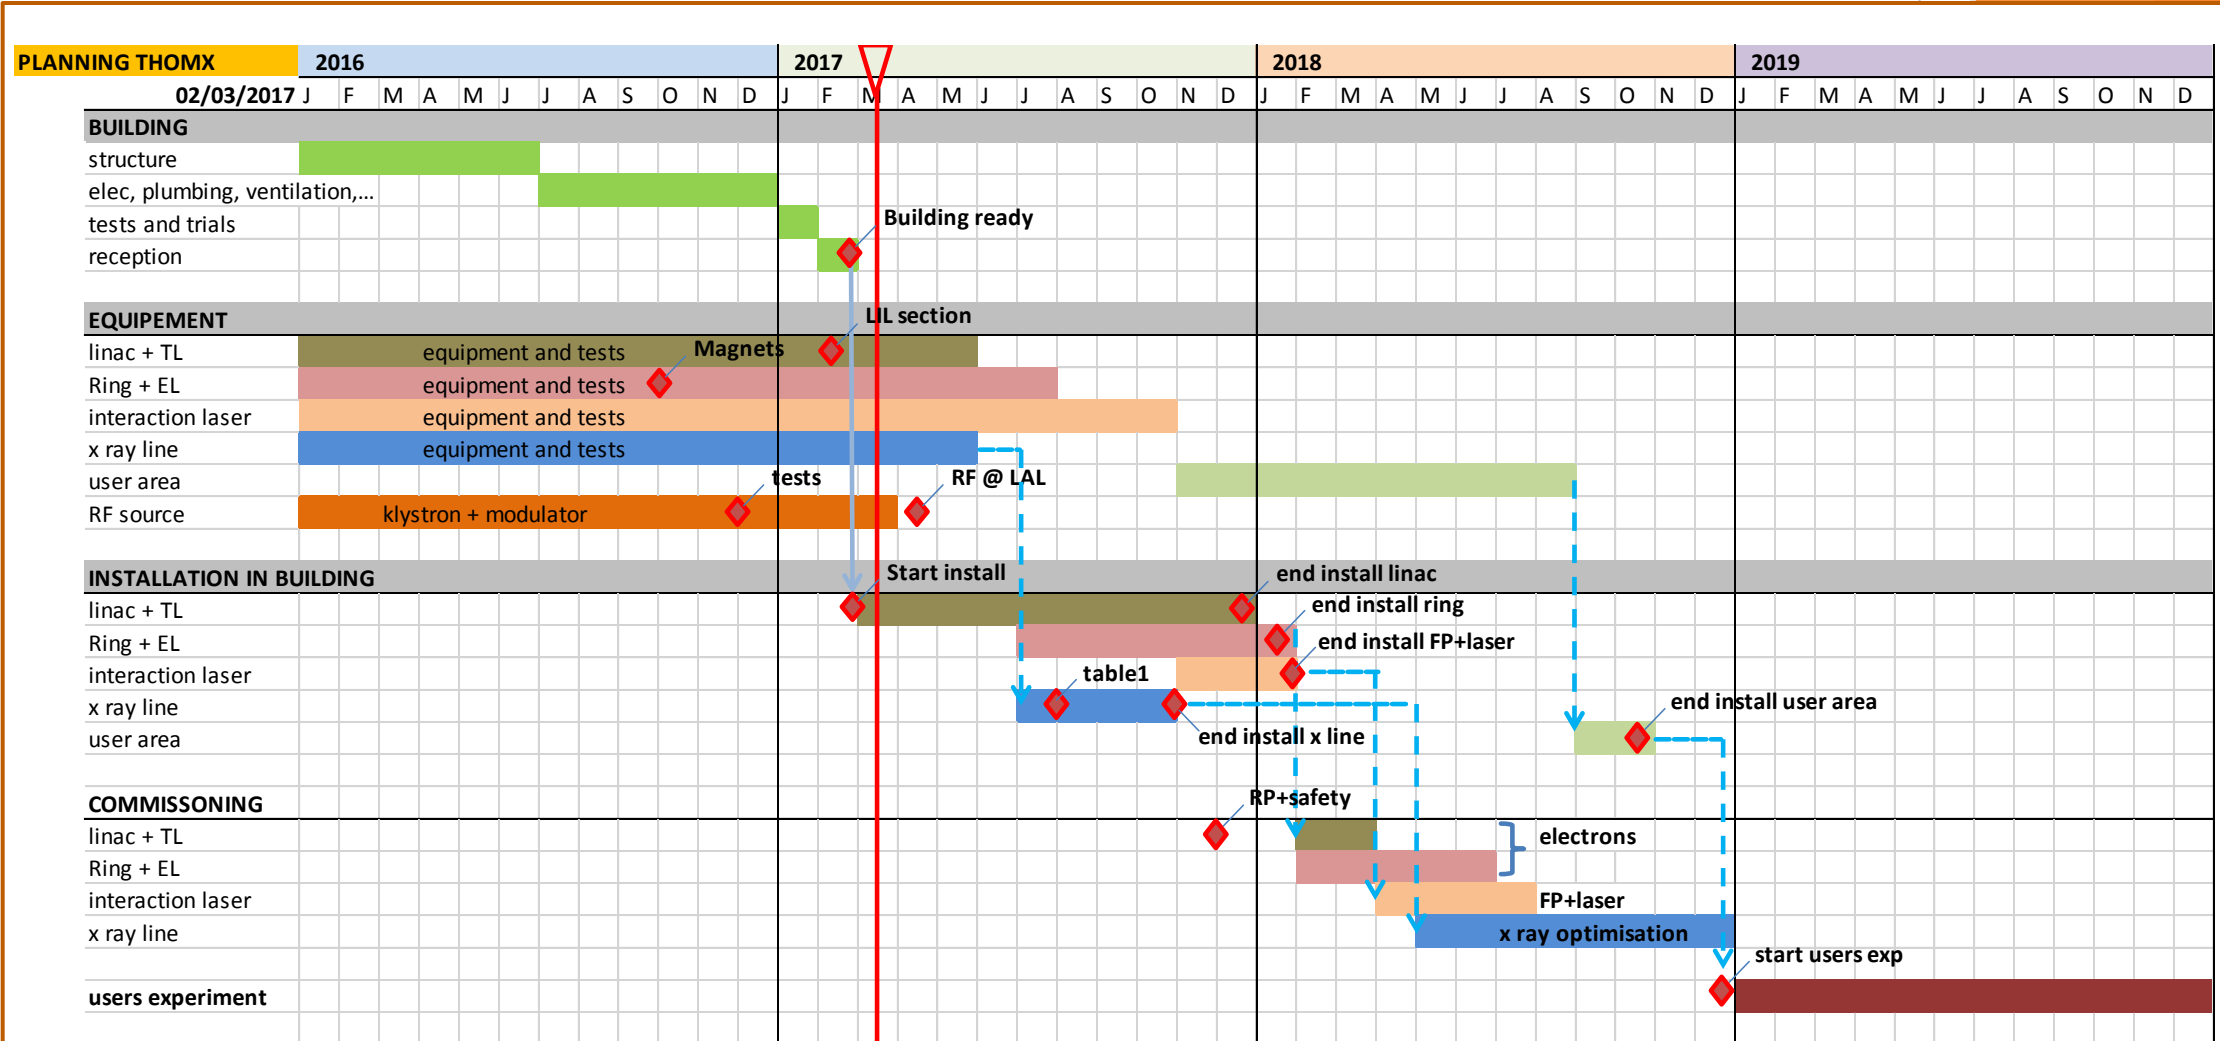 PLANNING THOMX 2016 2017 2018 2019
02/03/2017 J F M A M J J A S O N D J F M A M J J A S O N D J F M A M J J A S O N D J F M A M J J A S O N D
BUILDING
structure
elec, plumbing, ventilation,...
tests and trials
Building ready
reception
EQUIPEMENT
LIL section
linac + TL equipment and tests Magnets
Ring + EL equipment and tests
interaction laser equipment and tests
x ray line equipment and tests
user area tests RF @ LAL
RF source klystron + modulator
INSTALLATION IN BUILDING Start install end install linac
linac + TL end install ring
Ring + EL end install FP+laser
interaction laser table1
x ray line end install user area
user area end install x line
COMMISSONING RP+safety
linac + TL electrons
Ring + EL
interaction laser FP+laser
x ray line x ray optimisation
start users exp
users experiment